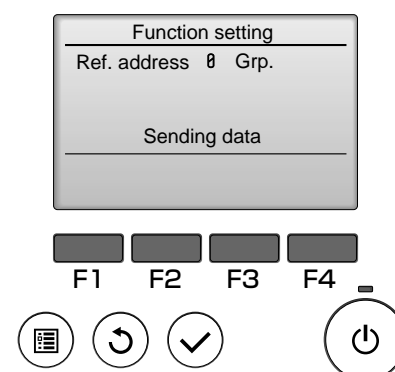 Function setting
Ref. address 0 Grp.
Sending data
F1 F2 F3 F4